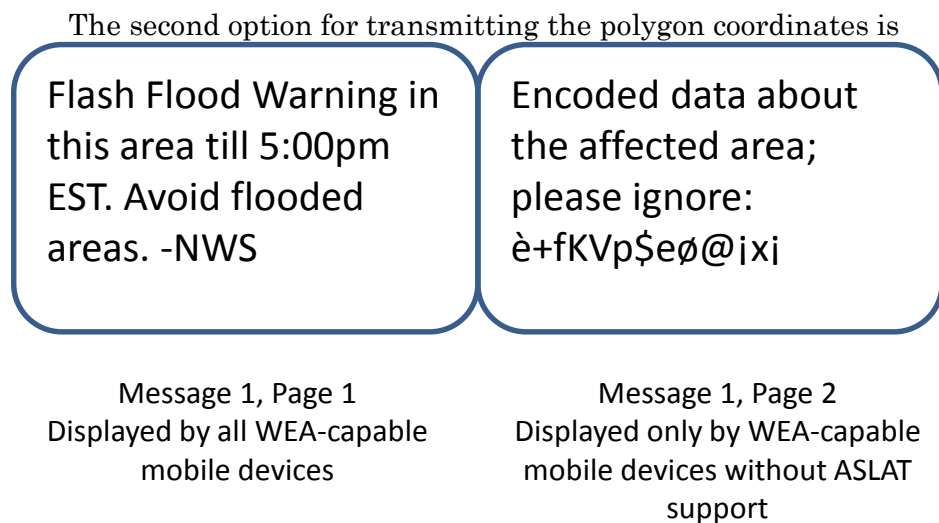 The second option for transmitting the polygon coordinates is
Flash Flood Warning in
this area till 5:00pm
EST. Avoid flooded
areas. -NWS
Encoded data about
the affected area;
please ignore:
è+fKVp$eø@¡x¡
Message 1, Page 1
Displayed by all WEA-capable
mobile devices
Message 1, Page 2
Displayed only by WEA-capable
mobile devices without ASLAT
support